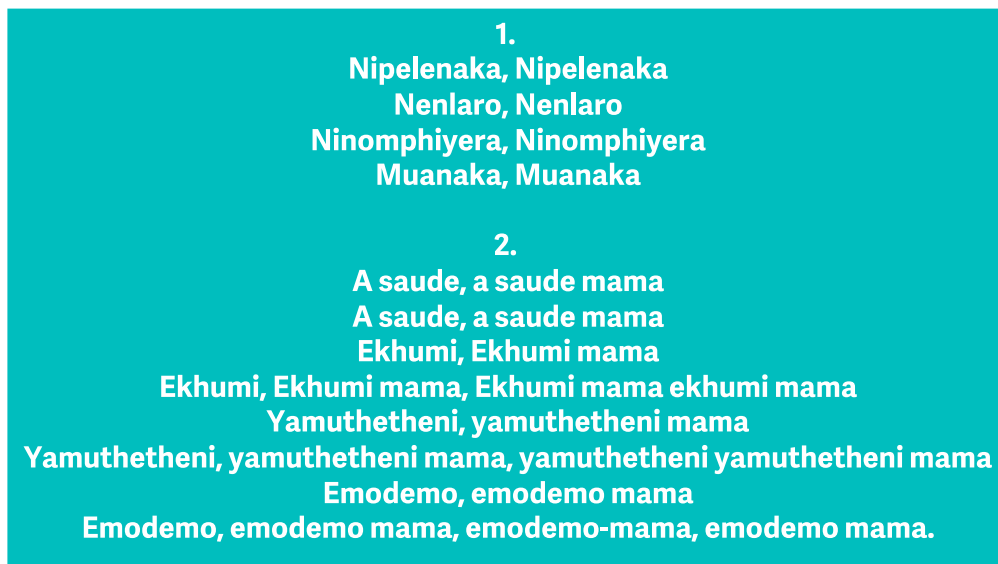 1.
Nipelenaka, Nipelenaka
Nenlaro, Nenlaro
Ninomphiyera, Ninomphiyera
Muanaka, Muanaka
2.
A saude, a saude mama
A saude, a saude mama
Ekhumi, Ekhumi mama
Ekhumi, Ekhumi mama, Ekhumi mama ekhumi mama
Yamuthetheni, yamuthetheni mama
Yamuthetheni, yamuthetheni mama, yamuthetheni yamuthetheni mama
Emodemo, emodemo mama
Emodemo, emodemo mama, emodemo-mama, emodemo mama.